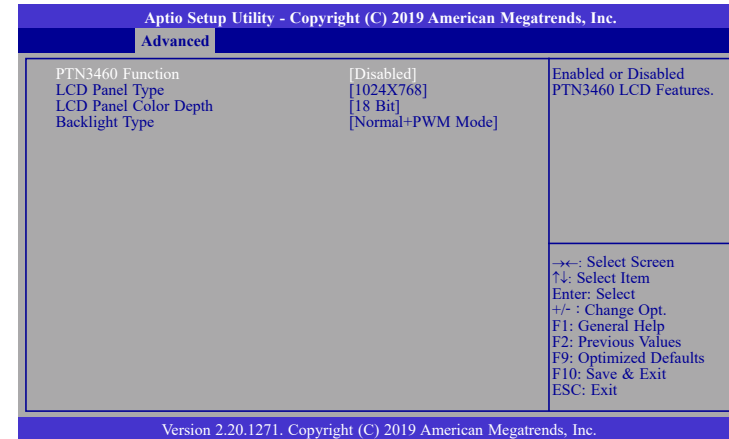 Aptio Setup Utility - Copyright (C) 2019 American Megatrends, Inc.
Advanced
PTN3460 Function [Disabled]
LCD Panel Type [1024X768]
LCD Panel Color Depth [18 Bit]
Backlight Type [Normal+PWM Mode]
Enabled or Disabled
PTN3460 LCD Features.
→←: Select Screen
↑↓: Select Item
Enter: Select
+/- : Change Opt.
F1: General Help
F2: Previous Values
F9: Optimized Defaults
F10: Save & Exit
ESC: Exit
Version 2.20.1271. Copyright (C) 2019 American Megatrends, Inc.